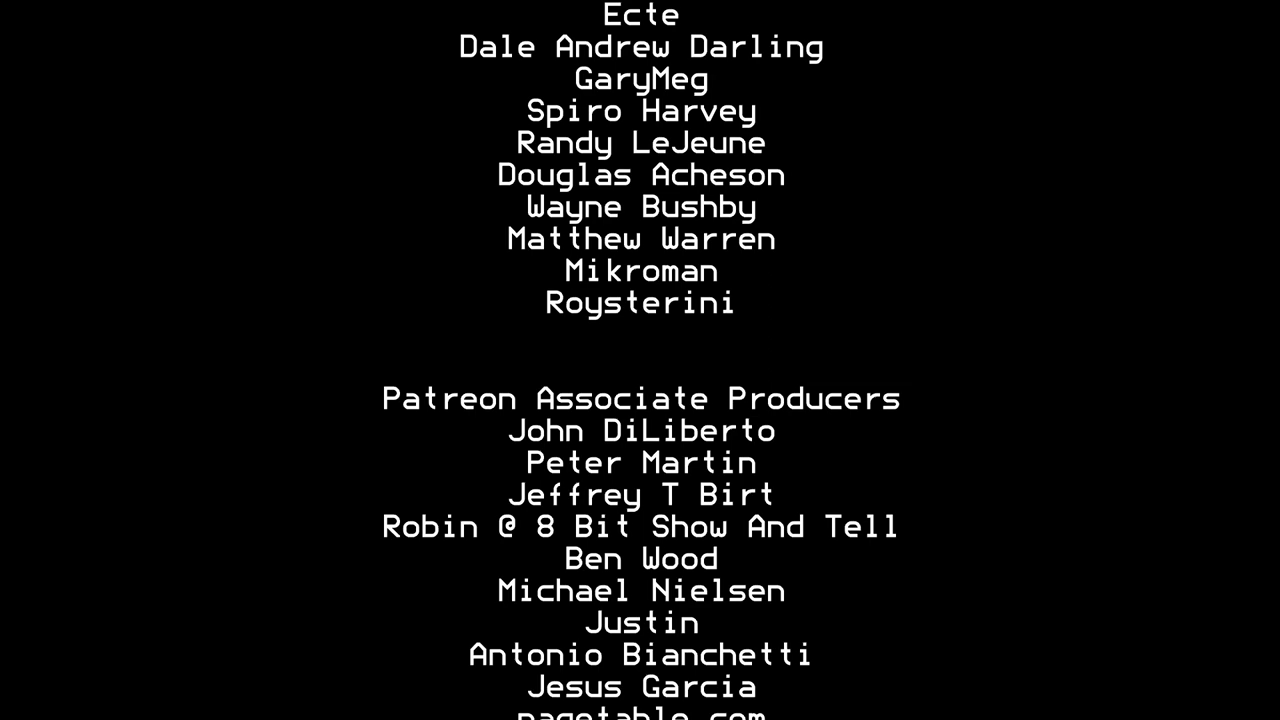 Ecte
Dale Andrew Darling
GaryMeg
Spiro Harvey
Randy LeJeune
Douglas Acheson
Wayne Bushby
Matthew Warren
Mikroman
Roysterini
Patreon Associate Producers
John DiLiberto
Peter Martin
Jeffrey T Birt
Robin @ 8 Bit Show And Tell
Ben Wood
Michael Nielsen
Justin
Antonio Bianchetti
Jesus Garcia
pagetable.com